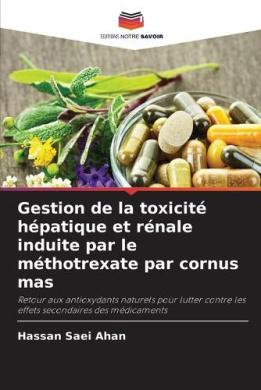 EDITIONS NOTRE SAVOIR
Gestion de la toxicité
hépatique et rénale
induite par le
méthotrexate par cornus
mas
Retour aux antioxydants naturels pour lutter contre les
effets secondaires des médicaments
Hassan Saei Ahan